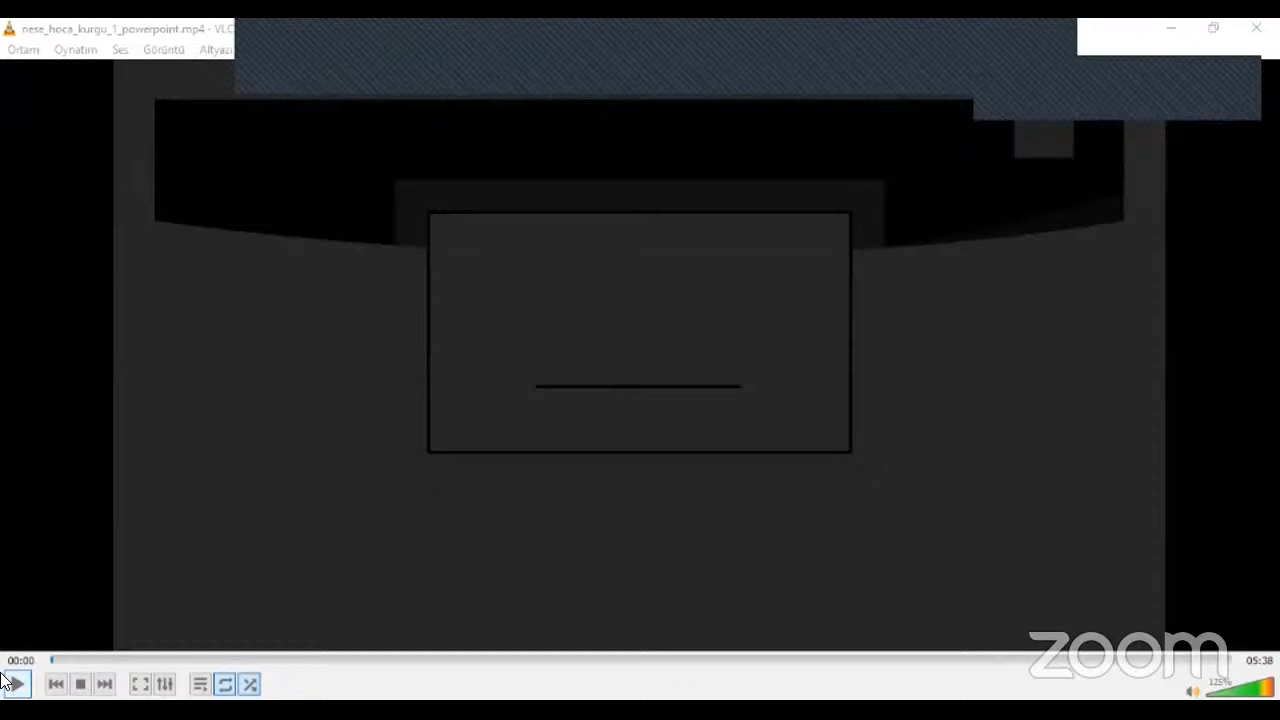 nese_hoca_kurgu_1_powerpoint.mp4 - VLC
Ortam Oynatım Ses Görüntü Altyazı
zoom
00:00 05:38
125%